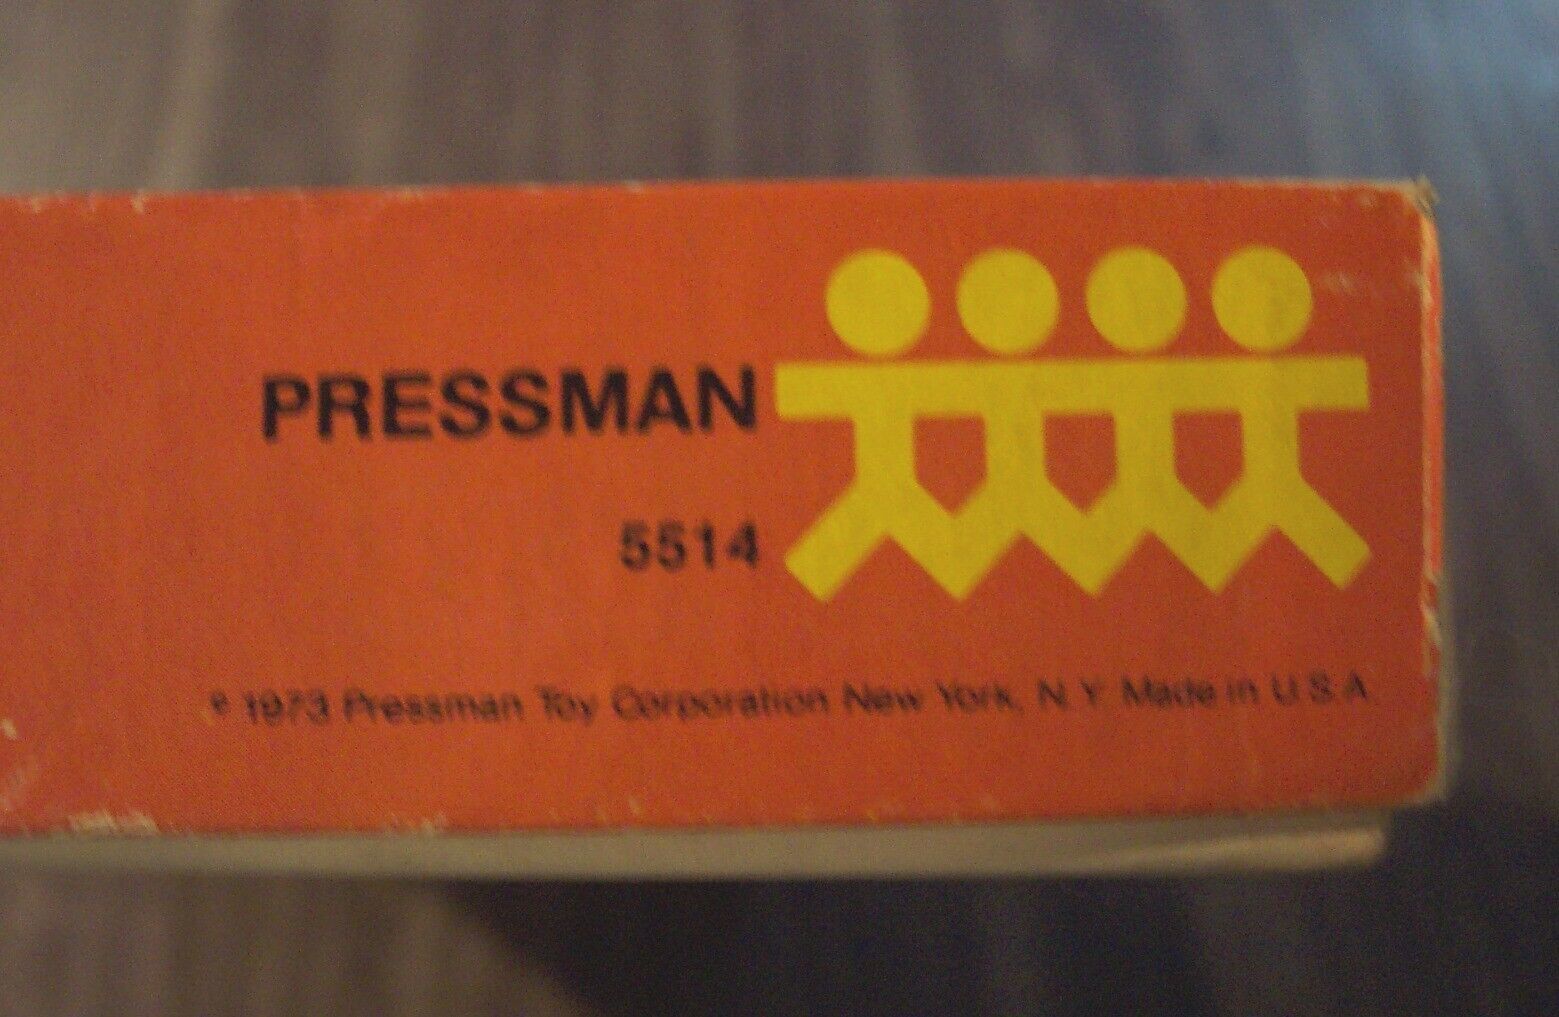 PRESSMAN
5514
© 1973 Pressman Toy Corporation New York, N.Y. Made in U.S.A.